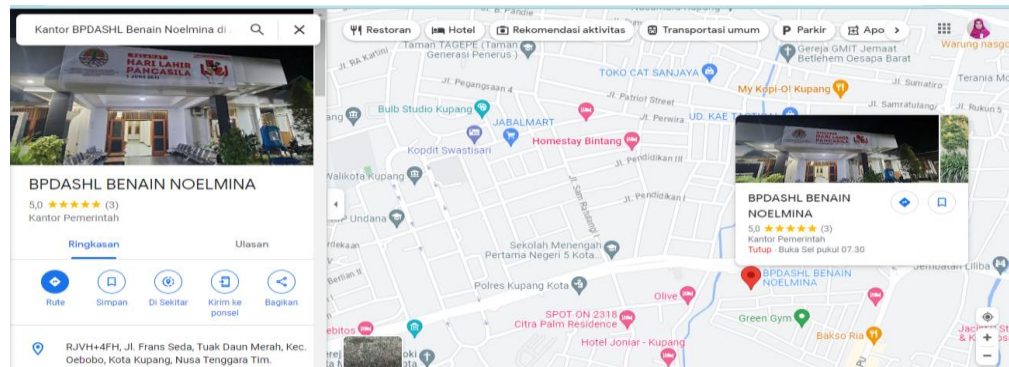 Kantor BPDASHL Benain Noelmina di
HARI LAHIR
PANCASILA
BPDASHL BENAIN NOELMINA
5,0 ★★★★★ (3)
Kantor Pemerintah
Ringkasan
Ulasan
Rute
Simpan
Di Sekitar
Kirim ke
ponsel
Bagikan
RJVH+4FH, Jl. Frans Seda, Tuak Daun Merah, Kec.
Oebobo, Kota Kupang, Nusa Tenggara Tim.
Restoran
Hotel
Rekomendasi aktivitas
Transportasi umum
P Parkir
Apo
Jl. RA Kartini
Taman TAGEPE (Taman
Generasi Penerus )
Gereja GMIT Jemaat
Betlehem Oesapa Barat
Warung nasgo
TOKO CAT SANJAYA
Jl. Sumatiro
Terania Mo
Jl. Pegangsaan 4
Jl. Patriot Street
My Kopi-O! Kupang
Bulb Studio Kupang
Jl. Perwira
UD. KAE
Jl. Samratulang
Jl. Rukun 5
JABALMART
Homestay Bintang
Kopdit Swastisari
Jl. Pendidikan III
Walikota Kupang
Jl. Sam Ratulangi I
Jl. Pendidikan I
Undana
BPDASHL BENAIN
NOELMINA
5,0 ★★★★★ (3)
Kantor Pemerintah
Tutup · Buka Sel pukul 07.30
Sekolah Menengah
Pertama Negeri 5 Kota...
Jembatan Liliba
BPDASHL BENAIN
NOELMINA
Polres Kupang Kota
Olive
SPOT ON 2318
Citra Palm Residence
Green Gym
Bakso Ria
Hotel Joniar - Kupang